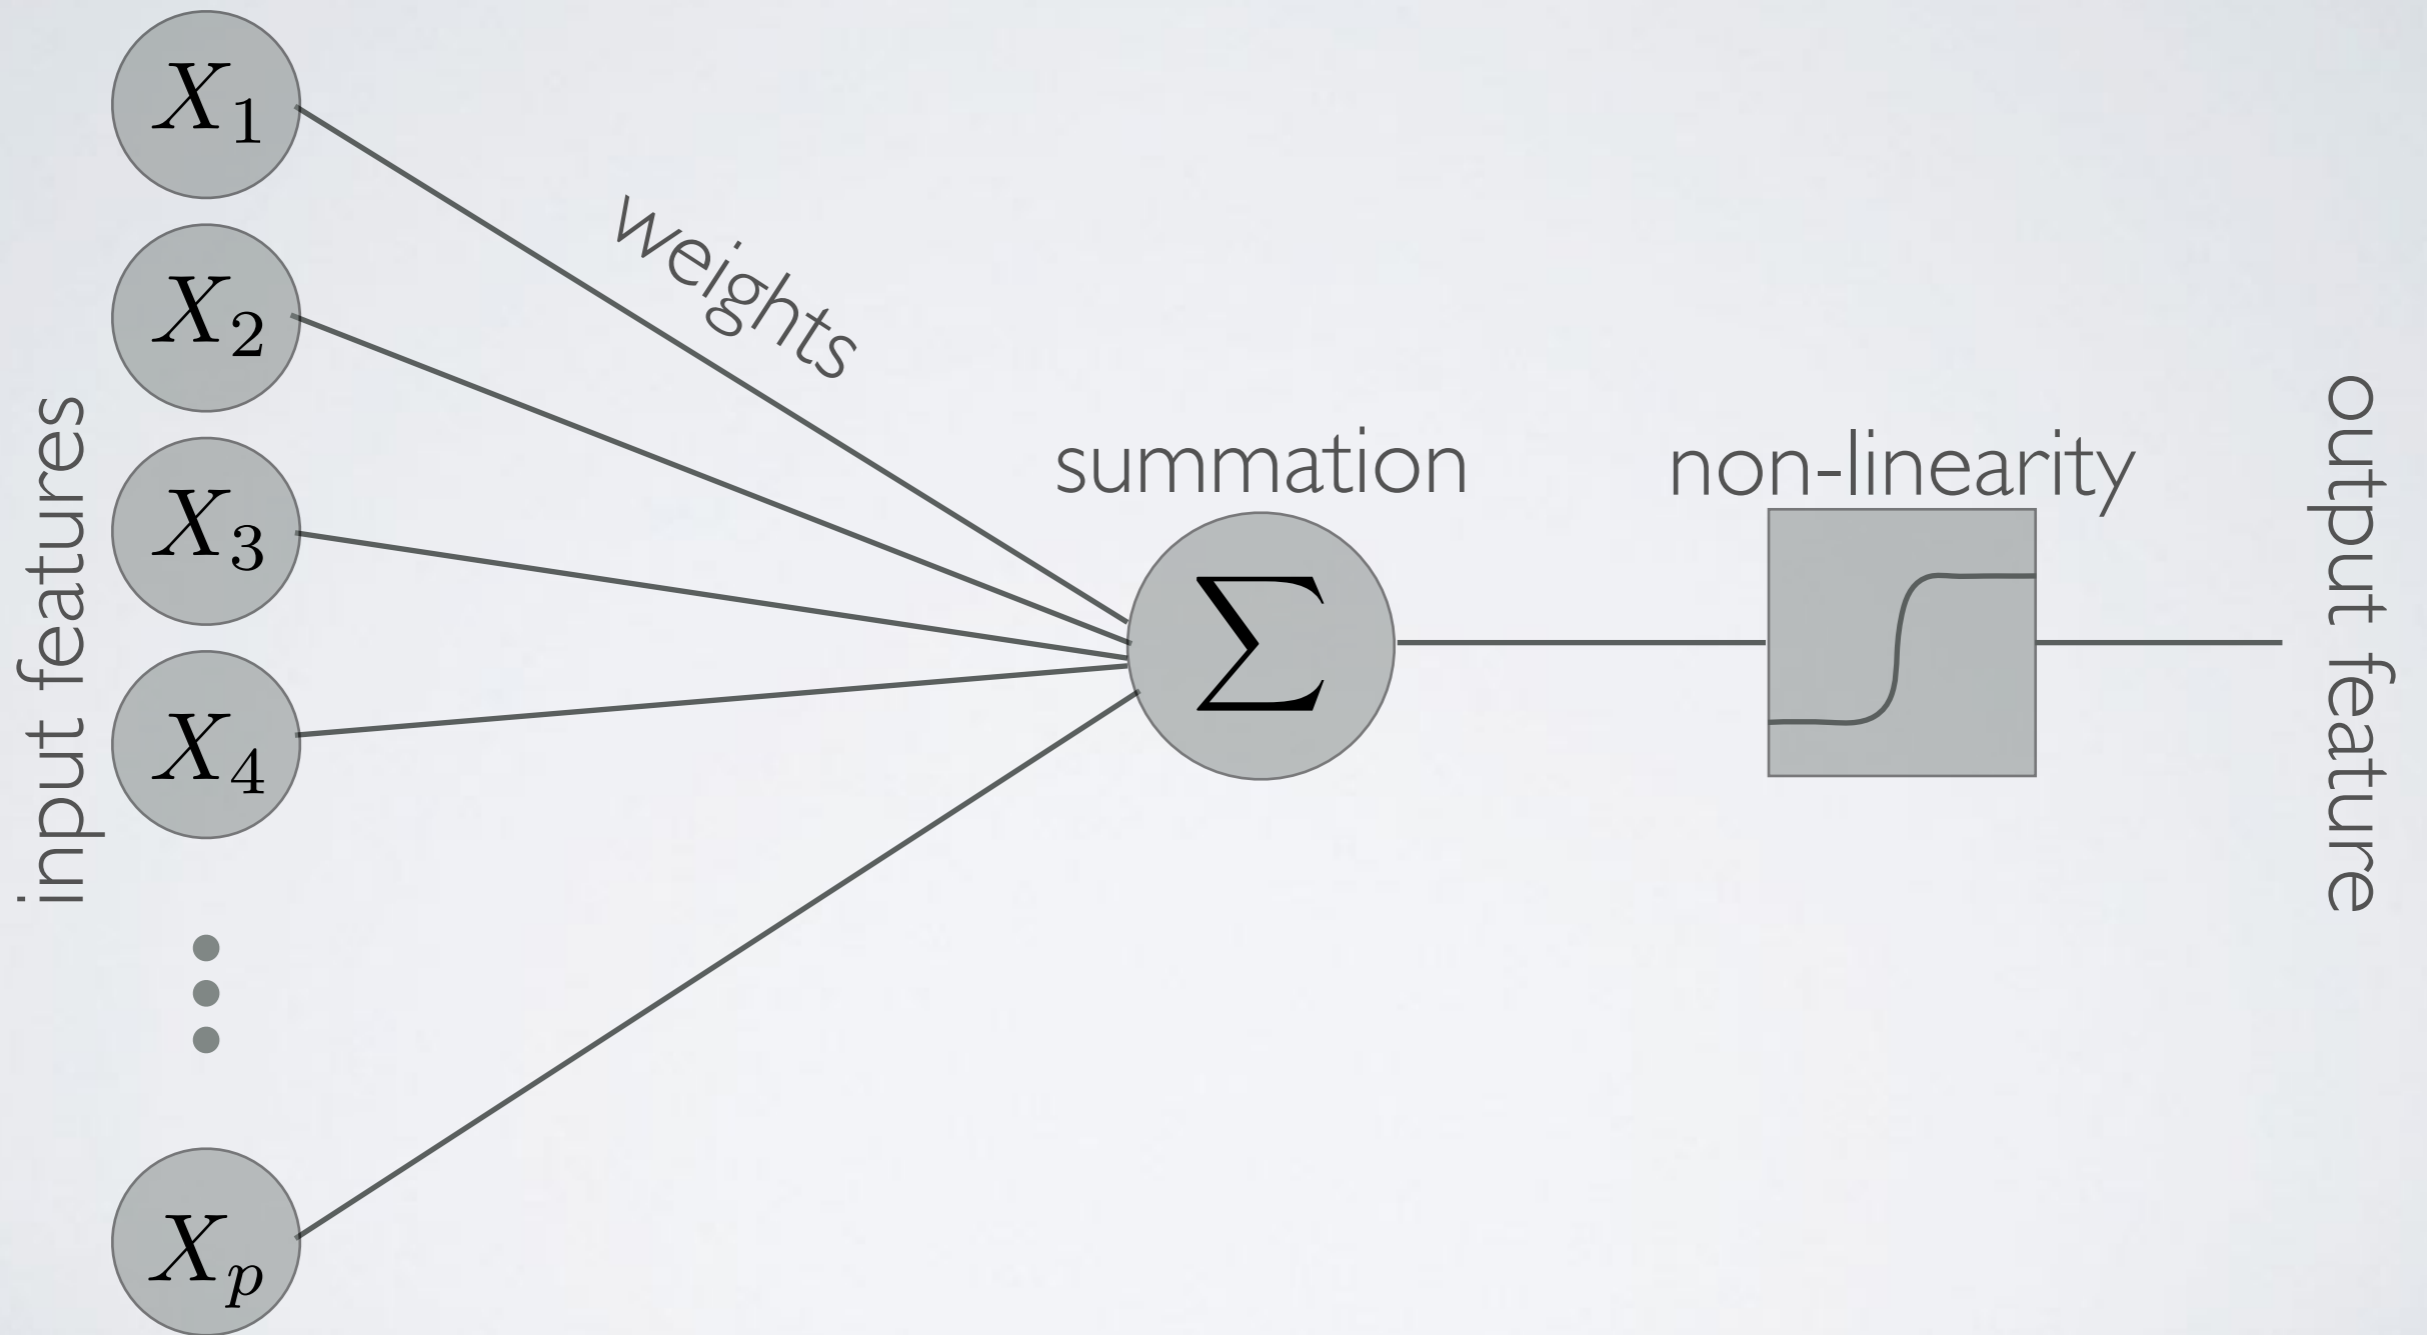 input features
X₁
X₂
X₃
X₄
Xₚ
weights
summation
∑
non-linearity
output feature